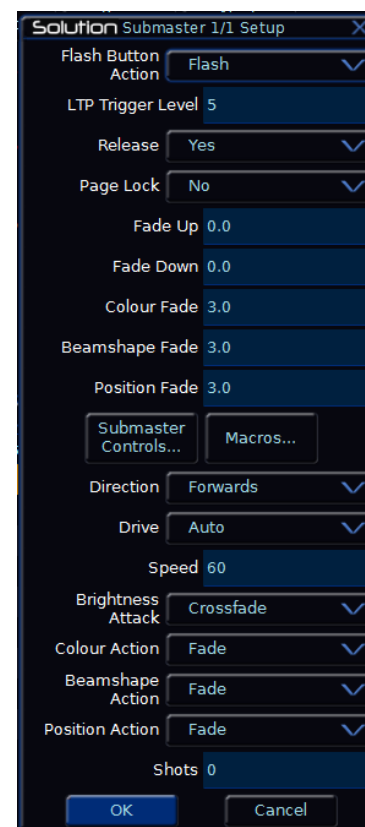 Solution Submaster 1/1 Setup X
Flash Button
Action Flash
LTP Trigger Level 5
Release Yes
Page Lock No
Fade Up 0.0
Fade Down 0.0
Colour Fade 3.0
Beamshape Fade 3.0
Position Fade 3.0
Submaster
Controls... Macros...
Direction Forwards
Drive Auto
Speed 60
Brightness
Attack Crossfade
Colour Action Fade
Beamshape
Action Fade
Position Action Fade
Shots 0
OK Cancel